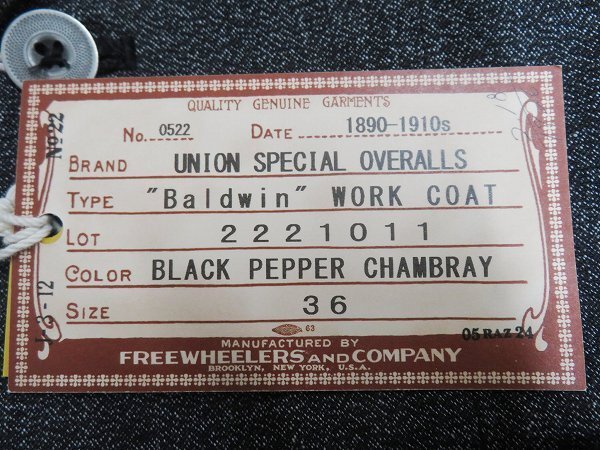 QUALITY GENUINE GARMENTS
No. 0522 DATE 1890-1910s
BRAND UNION SPECIAL OVERALLS
TYPE "Baldwin" WORK COAT
LOT 2221011
COLOR BLACK PEPPER CHAMBRAY
SIZE 36
63
MANUFACTURED BY
FREEWHEELERS AND COMPANY
BROOKLYN, NEW YORK, U.S.A.
No 22
05 RAZ 24